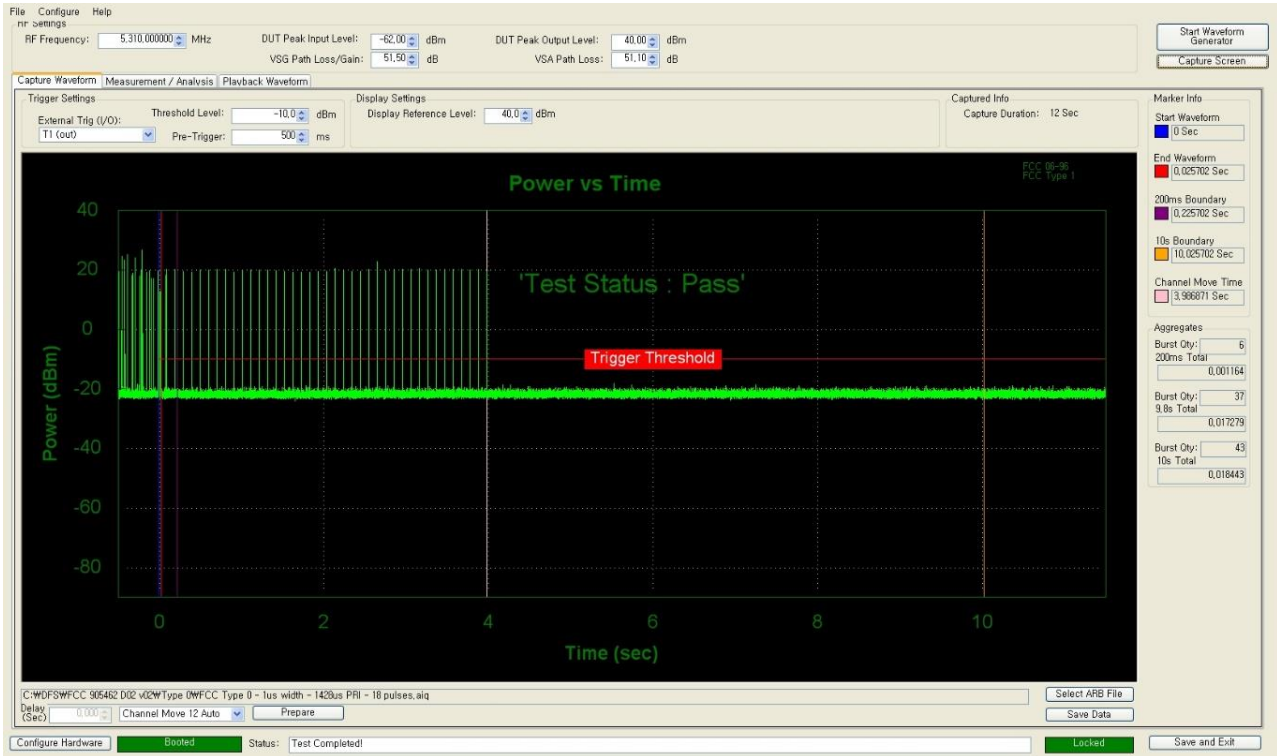 File Configure Help
RF Settings
RF Frequency: 5,310,000000 MHz DUT Peak Input Level: -62,00 dBm DUT Peak Output Level: 40,00 dBm
VSG Path Loss/Gain: 51,50 dB VSA Path Loss: 51,10 dB
Start Waveform Generator
Capture Screen
Capture Waveform Measurement / Analysis Playback Waveform
Trigger Settings
External Trig (I/O):
T1 (out)
Threshold Level: -10,0 dBm
Pre-Trigger: 500 ms
Display Settings
Display Reference Level: 40,0 dBm
Captured Info
Capture Duration: 12 Sec
Marker Info
Start Waveform
0 Sec
End Waveform
0,025702 Sec
200ms Boundary
0,225702 Sec
10s Boundary
10,025702 Sec
Channel Move Time
3,986871 Sec
Aggregates
Burst Qty: 6
200ms Total
0,001164
Burst Qty: 37
9,8s Total
0,017279
Burst Qty: 43
10s Total
0,018443
FCC 06-96
FCC Type 1
Power vs Time
'Test Status : Pass'
Trigger Threshold
Power (dBm)
40
20
0
-20
-40
-60
-80
0 2 4 6 8 10
Time (sec)
C:₩DFS₩FCC 905462 D02 v02₩Type 0₩FCC Type 0 - 1us width - 1428us PRI - 18 pulses,aiq
Select ARB File
Delay (Sec) 0,000 Channel Move 12 Auto Prepare
Save Data
Configure Hardware Booted Status: Test Completed! Locked Save and Exit